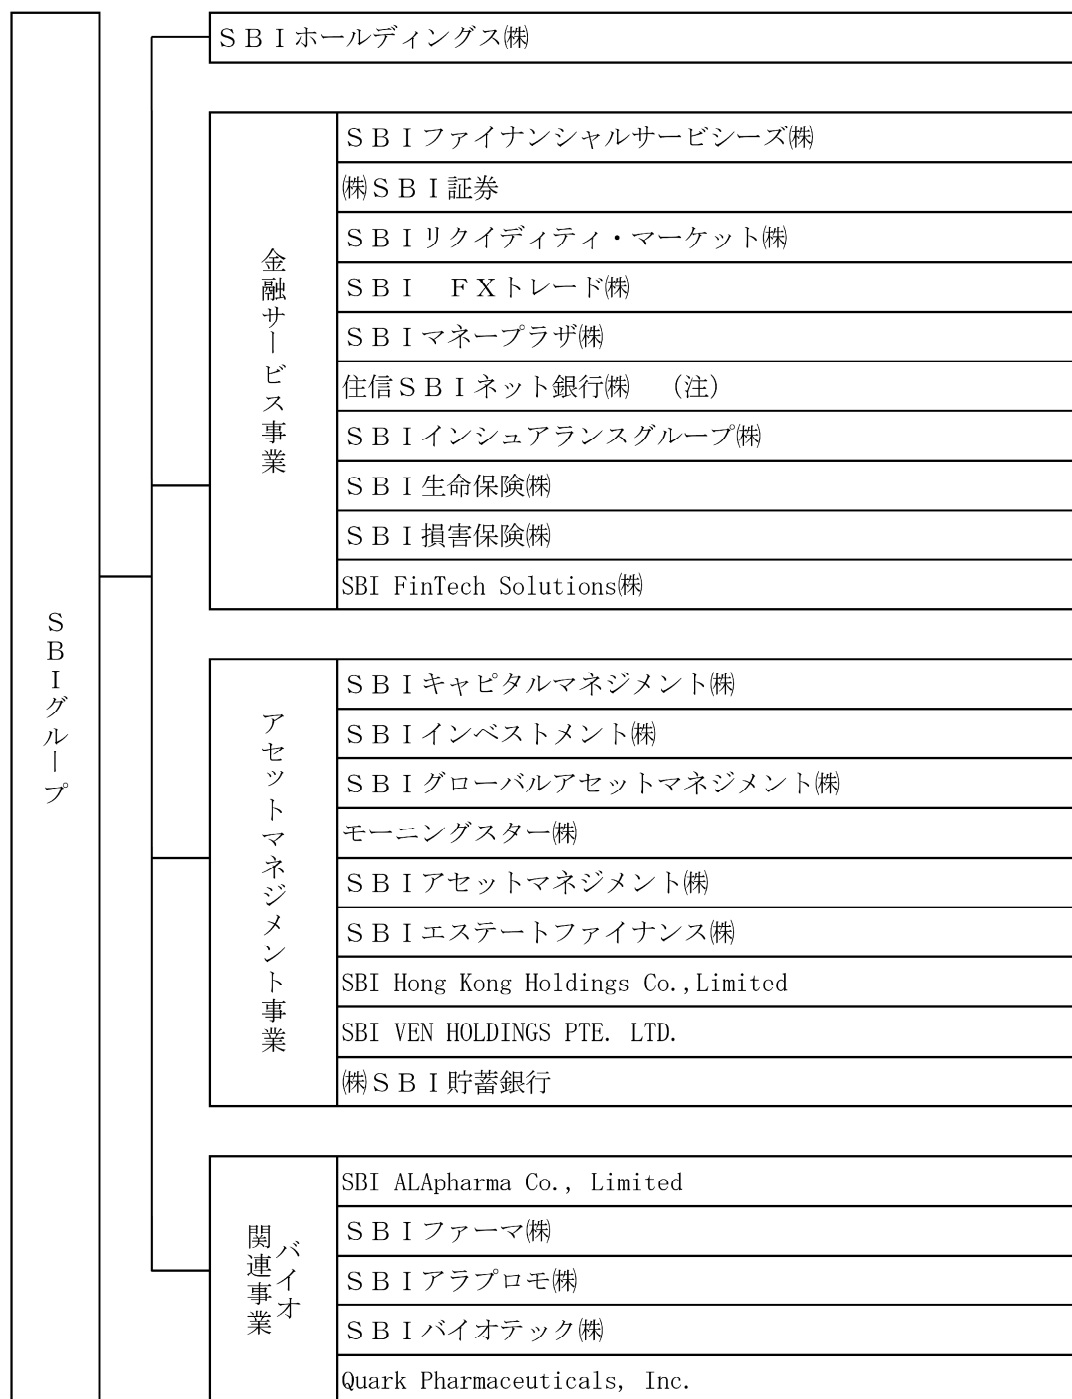 SBIグループ
SBIホールディングス㈱
金融サービス事業
SBIファイナンシャルサービシーズ㈱
㈱SBI証券
SBIリクイディティ・マーケット㈱
SBI　FXトレード㈱
SBIマネープラザ㈱
住信SBIネット銀行㈱　（注）
SBIインシュアランスグループ㈱
SBI生命保険㈱
SBI損害保険㈱
SBI FinTech Solutions㈱
アセットマネジメント事業
SBIキャピタルマネジメント㈱
SBIインベストメント㈱
SBIグローバルアセットマネジメント㈱
モーニングスター㈱
SBIアセットマネジメント㈱
SBIエステートファイナンス㈱
SBI Hong Kong Holdings Co.,Limited
SBI VEN HOLDINGS PTE. LTD.
㈱SBI貯蓄銀行
バイオ
関連事業
SBI ALApharma Co., Limited
SBIファーマ㈱
SBIアラプロモ㈱
SBIバイオテック㈱
Quark Pharmaceuticals, Inc.